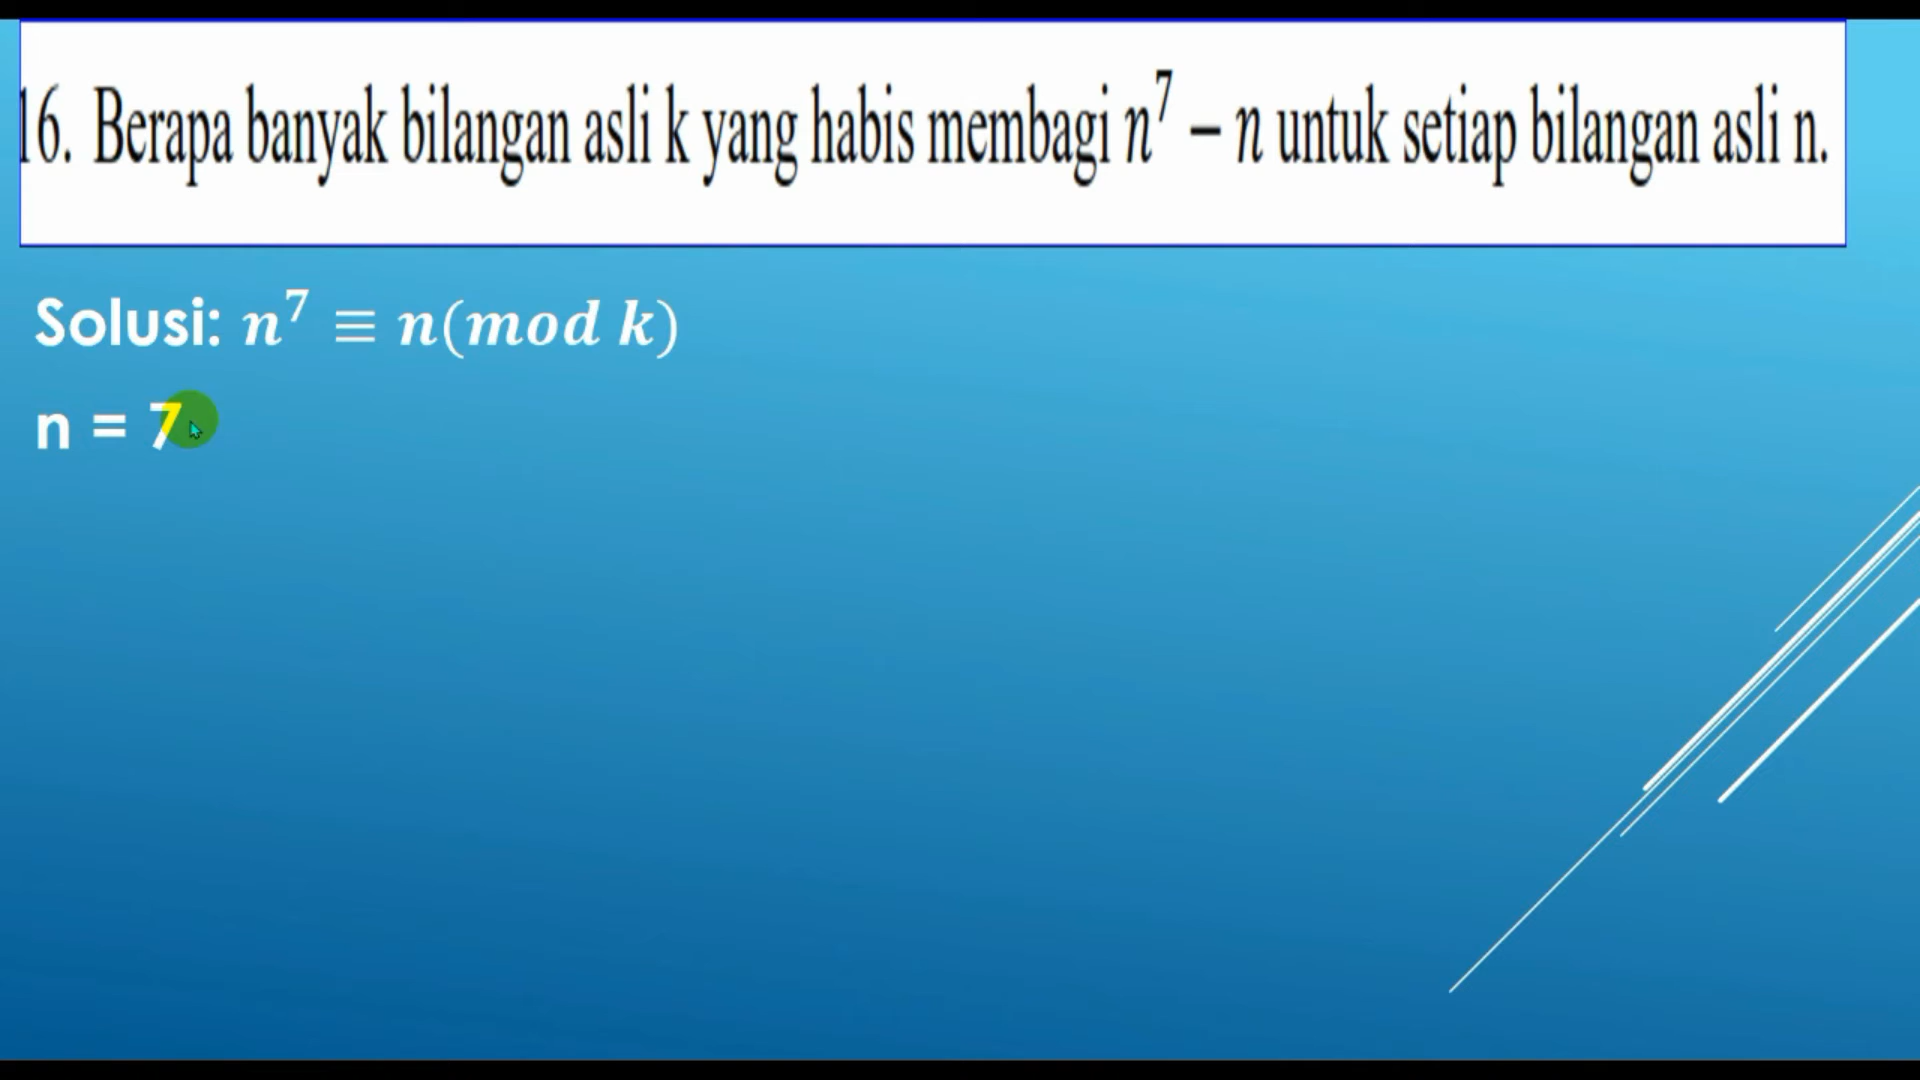 16. Berapa banyak bilangan asli k yang habis membagi n⁷ − n untuk setiap bilangan asli n.
Solusi: n⁷ ≡ n(mod k)
n = 7